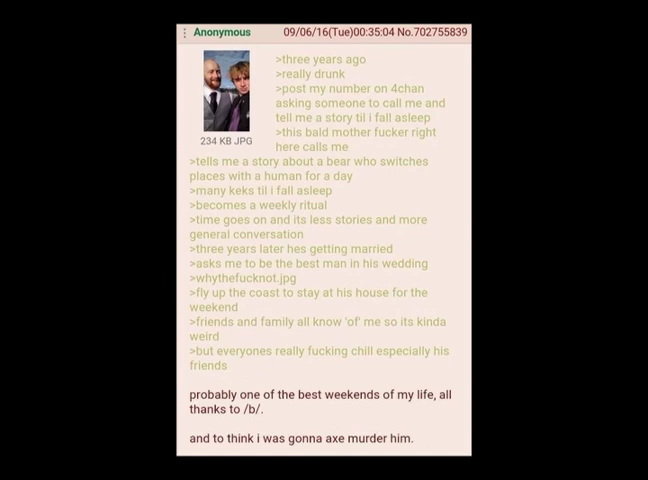 Anonymous 09/06/16(Tue)00:35:04 No.702755839
234 KB JPG
>three years ago
>really drunk
>post my number on 4chan
asking someone to call me and
tell me a story til i fall asleep
>this bald mother fucker right
here calls me
>tells me a story about a bear who switches
places with a human for a day
>many keks til i fall asleep
>becomes a weekly ritual
>time goes on and its less stories and more
general conversation
>three years later hes getting married
>asks me to be the best man in his wedding
>whythefucknot.jpg
>fly up the coast to stay at his house for the
weekend
>friends and family all know 'of' me so its kinda
weird
>but everyones really fucking chill especially his
friends
probably one of the best weekends of my life, all
thanks to /b/.
and to think i was gonna axe murder him.